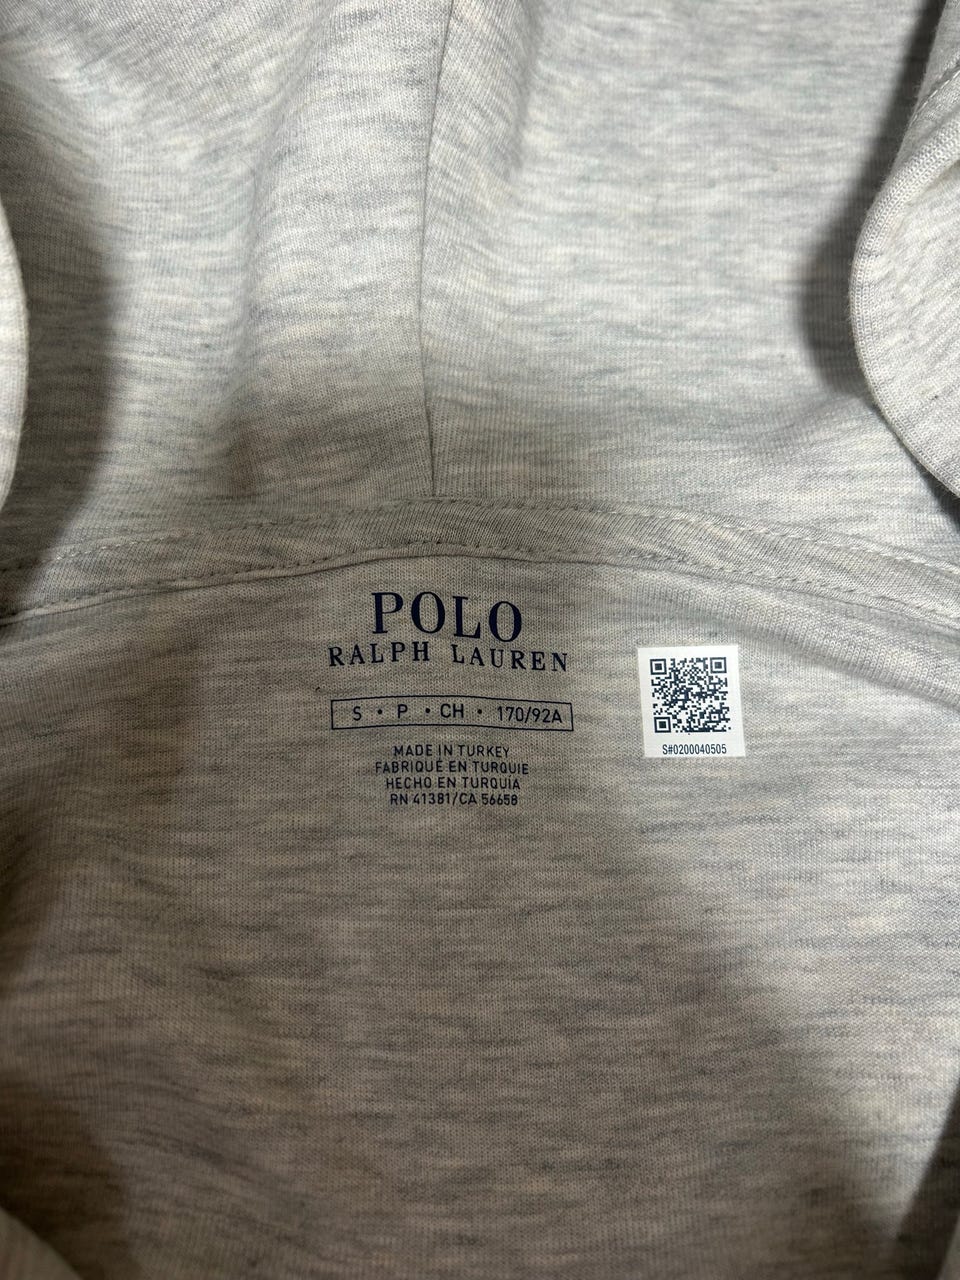 POLO
RALPH LAUREN
S • P • CH • 170/92A
MADE IN TURKEY
FABRIQUÉ EN TURQUIE
HECHO EN TURQUÍA
RN 41381/CA 56658
S#0200040505